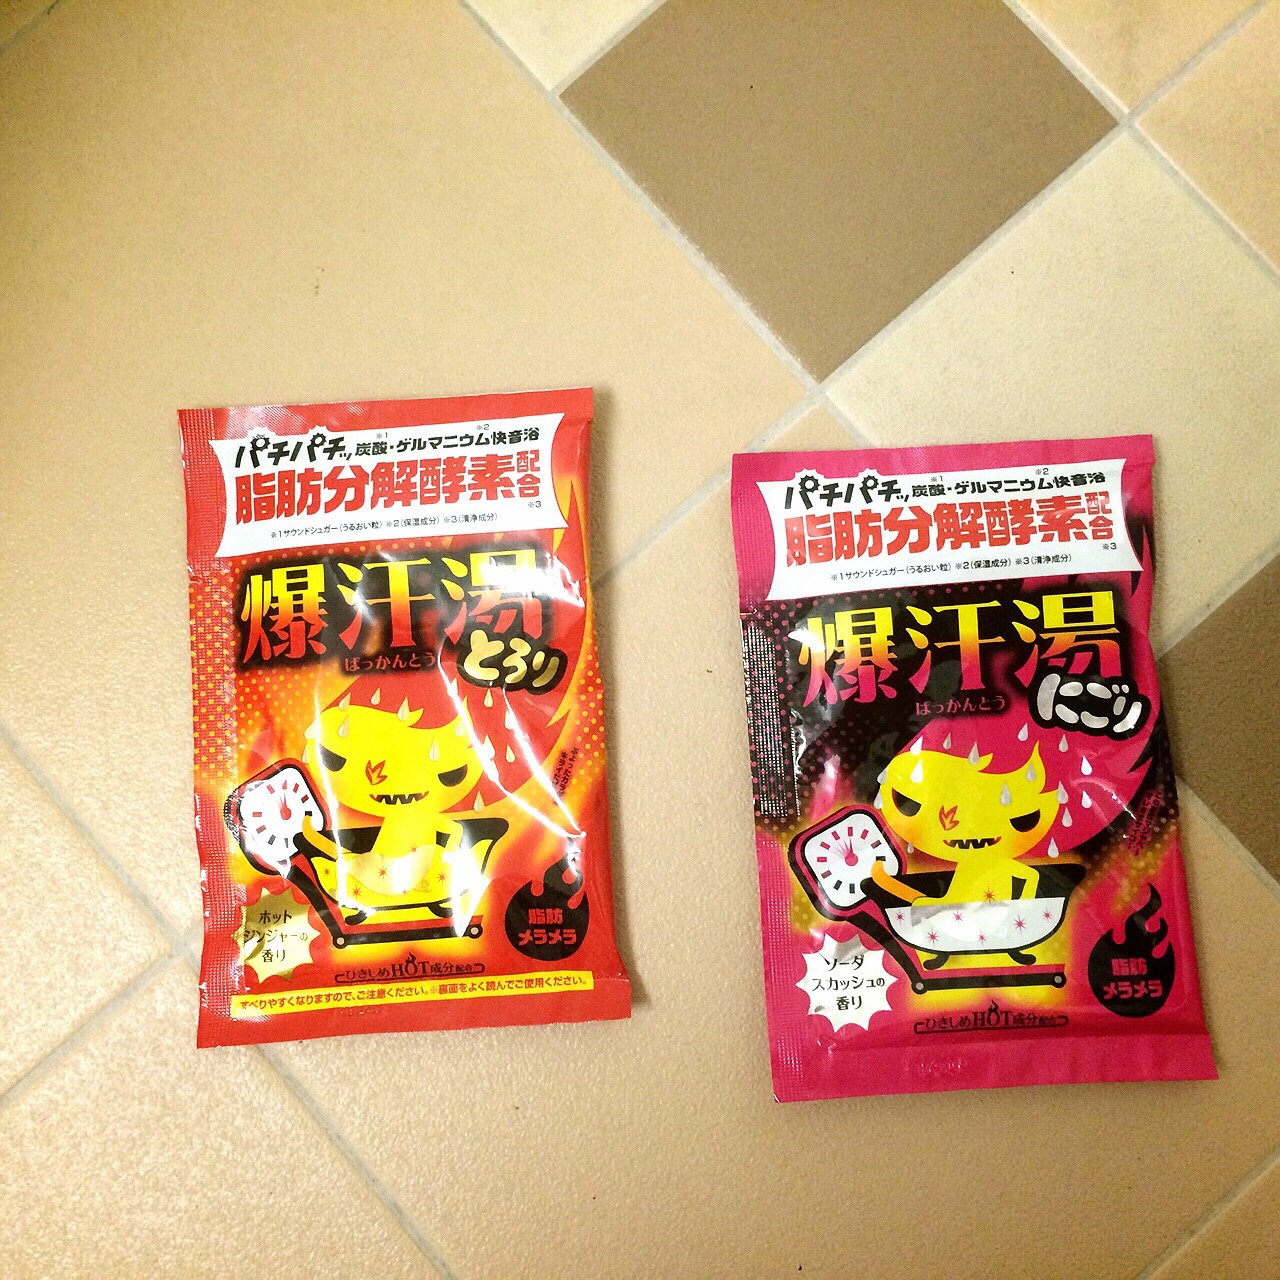 パチパチッ炭酸※1・ゲルマニウム※2快音浴
脂肪分解酵素配合※3
※1サウンドシュガー(うるおい粒) ※2(保湿成分) ※3(清浄成分)
爆汗湯
ばっかんとう
とろり
ホット
ジンジャーの
香り
脂肪
メラメラ
ひきしめHOT成分配合
すべりやすくなりますので、ご注意ください。※裏面をよく読んでご使用ください。
パチパチッ炭酸※1・ゲルマニウム※2快音浴
脂肪分解酵素配合※3
※1サウンドシュガー(うるおい粒) ※2(保湿成分) ※3(清浄成分)
爆汗湯
ばっかんとう
にごり
ソーダ
スカッシュの
香り
脂肪
メラメラ
ひきしめHOT成分配合